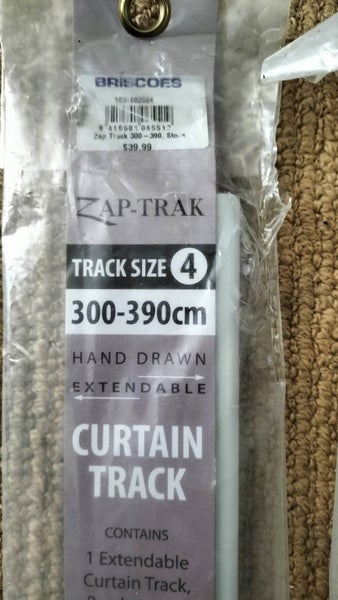 BRISCOES
Zap Track 300-390, Stone
$39.99
ZAP-TRAK
TRACK SIZE 4
300-390cm
HAND DRAWN
EXTENDABLE
CURTAIN
TRACK
CONTAINS
1 Extendable
Curtain Track,